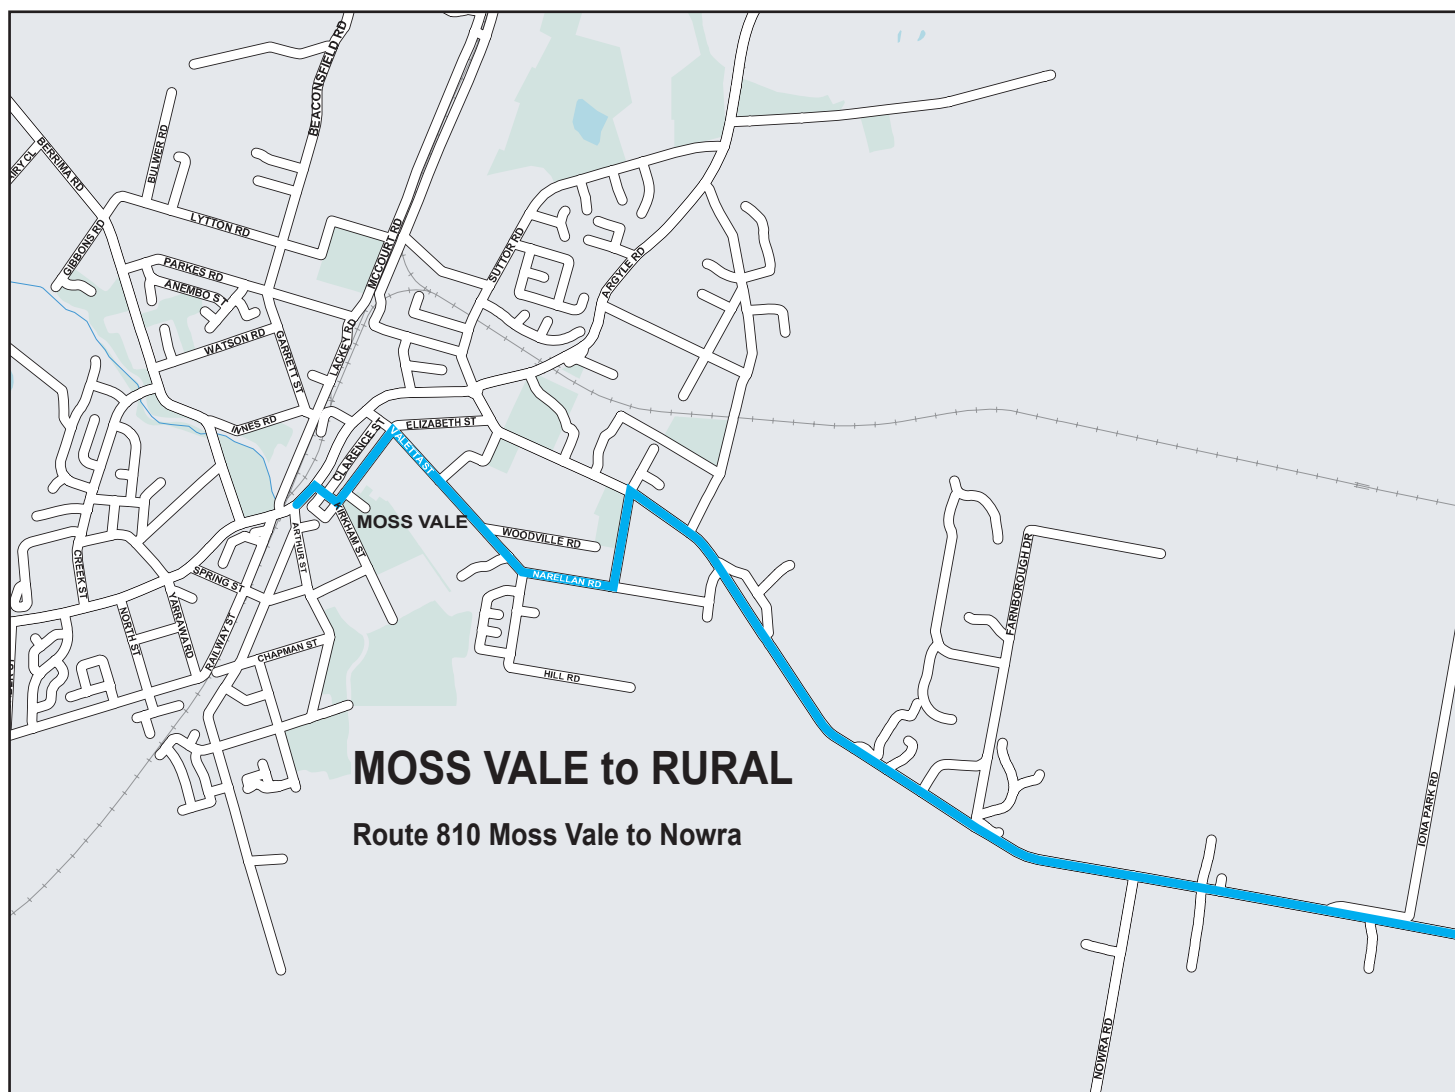 BEACONSFIELD RD
BERRIMA RD
BULWER RD
LYTTON RD
GIBBONS RD
MCCOURT RD
SUTTOR RD
ARGYLE RD
PARKES RD
ANEMBO ST
WATSON RD
GARRETT ST
LACKEY RD
INNES RD
CLARENCE ST
ELIZABETH ST
VALETTA ST
KIRKHAM ST
MOSS VALE
WOODVILLE RD
NARELLAN RD
ARTHUR ST
CREEK ST
SPRING ST
NORTH ST
YARRAWA RD
RAILWAY ST
CHAPMAN ST
HILL RD
FARNBOROUGH DR
MOSS VALE to RURAL
Route 810 Moss Vale to Nowra
IONA PARK RD
NOWRA RD